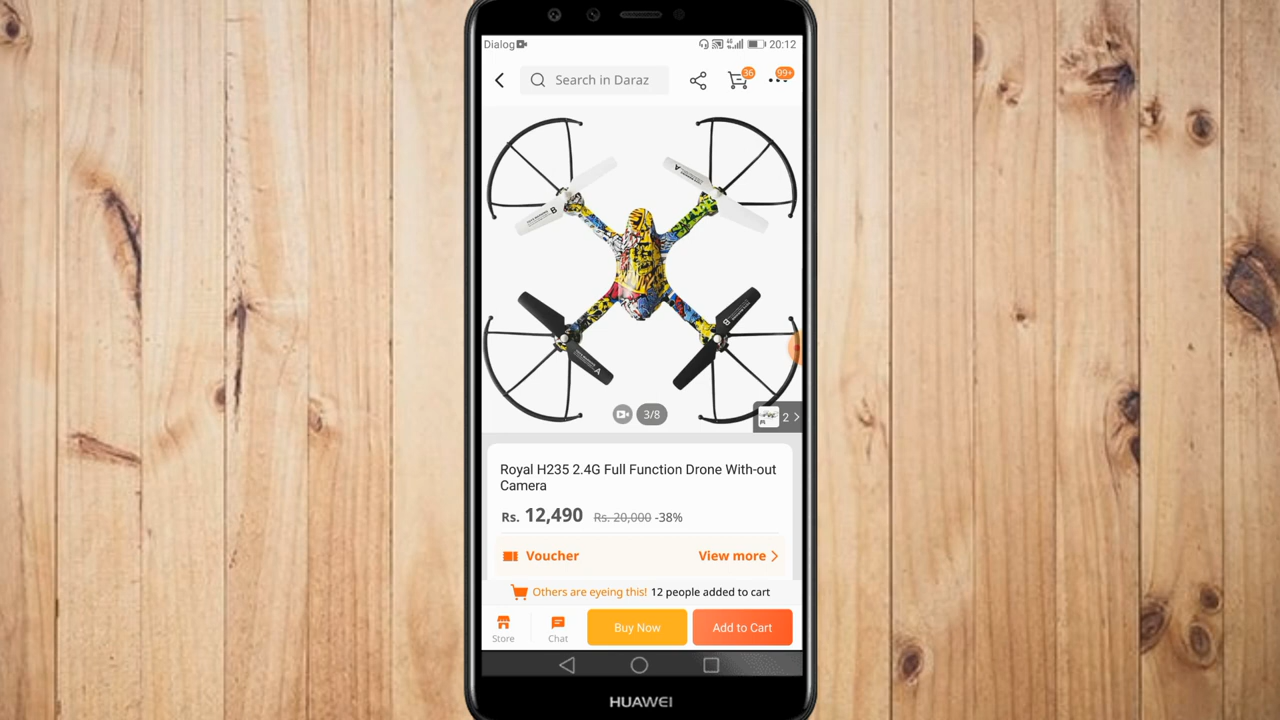 Dialog
20:12
Search in Daraz
36
99+
A
B
B
A
3/8
2
Royal H235 2.4G Full Function Drone With-out
Camera
Rs. 12,490 Rs. 20,000 -38%
Voucher
View more
Others are eyeing this! 12 people added to cart
Store
Chat
Buy Now
Add to Cart
HUAWEI